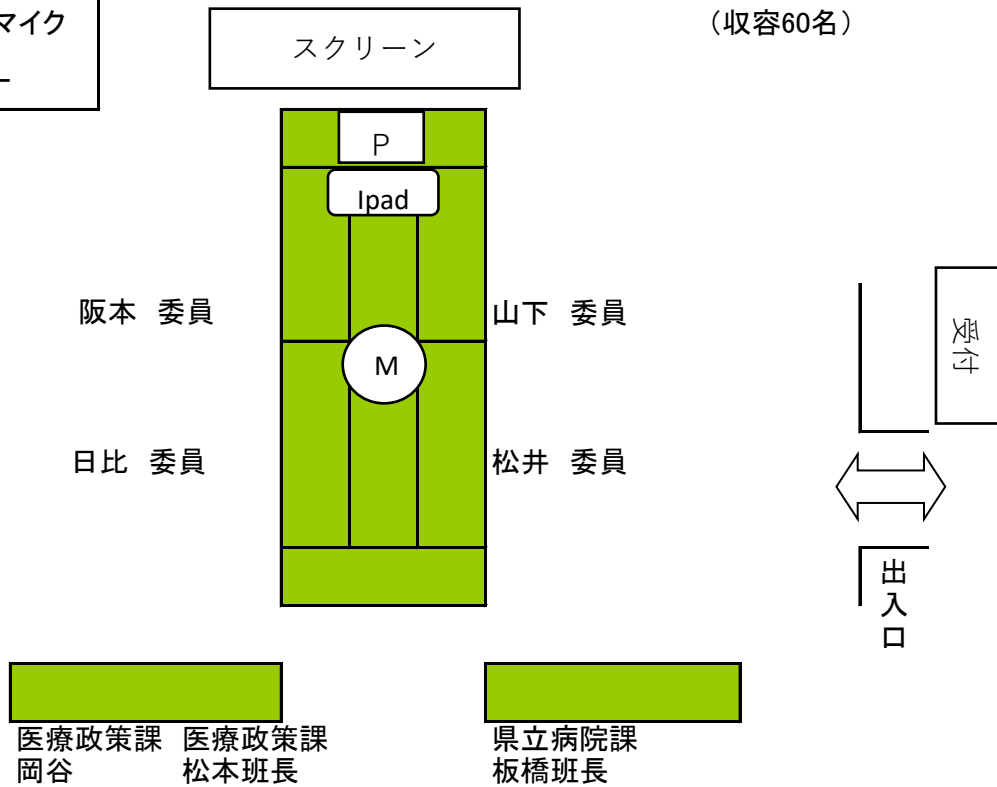 マイク
ー
（収容60名）
スクリーン
P
Ipad
阪本　委員
山下　委員
M
日比　委員
松井　委員
受付
出入口
医療政策課　医療政策課
岡谷　松本班長
県立病院課
板橋班長